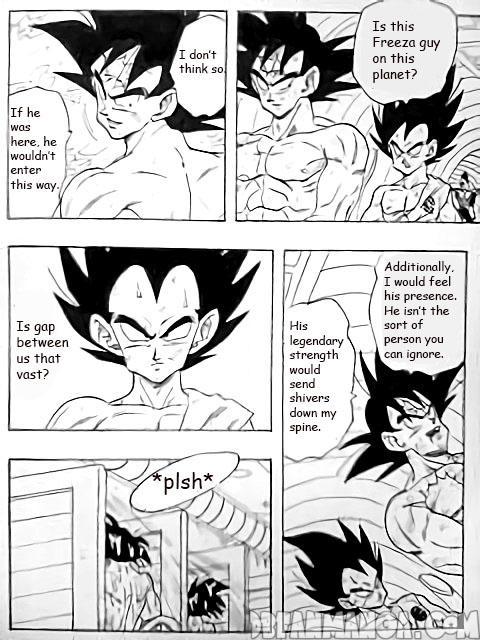 Is this
Freeza guy
on this
planet?
I don't
think so.
If he
was
here, he
wouldn't
enter
this way.
Additionally,
I would feel
his presence.
He isn't the
sort of
person you
can ignore.
His
legendary
strength
would
send
shivers
down my
spine.
Is gap
between
us that
vast?
*plsh*